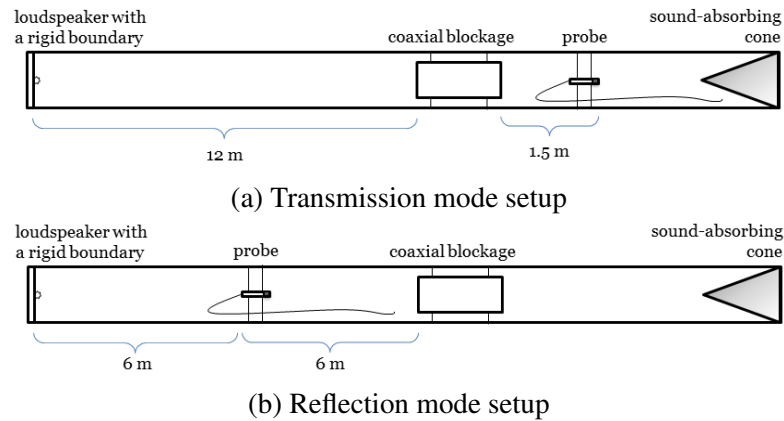 loudspeaker with
a rigid boundary
coaxial blockage
probe
sound-absorbing
cone
12 m
1.5 m
(a) Transmission mode setup
loudspeaker with
a rigid boundary
probe
coaxial blockage
sound-absorbing
cone
6 m
6 m
(b) Reflection mode setup